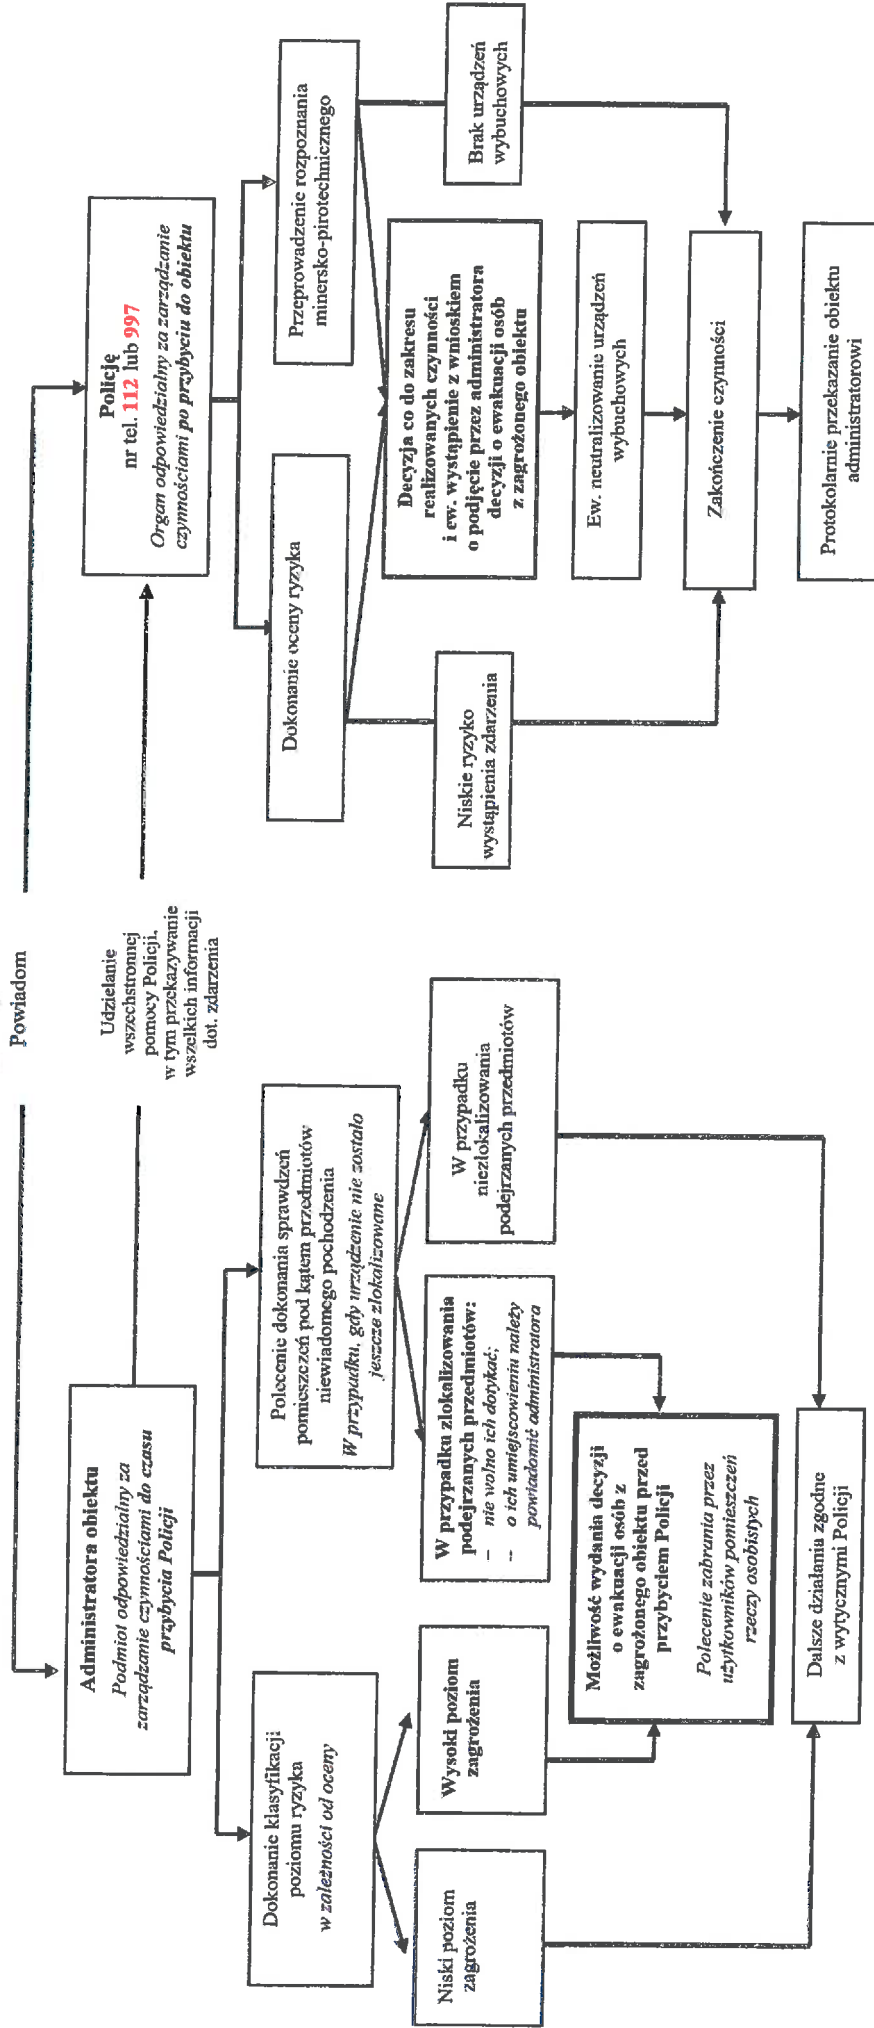 Powiadom
Administratora obiektu
Podmiot odpowiedzialny za
zarządzanie czynnościami do czasu
przybycia Policji
Udzielanie
wszechstronnej
pomocy Policji,
w tym przekazywanie
wszelkich informacji
dot. zdarzenia
Policję
nr tel. 112 lub 997
Organ odpowiedzialny za zarządzanie
czynnościami po przybyciu do obiektu
Dokonanie klasyfikacji
poziomu ryzyka
w zależności od oceny
Polecenie dokonania sprawdzeń
pomieszczeń pod kątem przedmiotów
niewiadomego pochodzenia
W przypadku, gdy urządzenie nie zostało
jeszcze zlokalizowane
Dokonanie oceny ryzyka
Przeprowadzenie rozpoznania
minersko-pirotechnicznego
Niski poziom
zagrożenia
Wysoki poziom
zagrożenia
W przypadku zlokalizowania
podejrzanych przedmiotów:
– nie wolno ich dotykać;
-- o ich umiejscowieniu należy
powiadomić administratora
W przypadku
niezlokalizowania
podejrzanych przedmiotów
Niskie ryzyko
wystąpienia zdarzenia
Decyzja co do zakresu
realizowanych czynności
i ew. wystąpienie z wnioskiem
o podjęcie przez administratora
decyzji o ewakuacji osób
z zagrożonego obiektu
Brak urządzeń
wybuchowych
Możliwość wydania decyzji
o ewakuacji osób z
zagrożonego obiektu przed
przybyciem Policji
Polecenie zabrania przez
użytkowników pomieszczeń
rzeczy osobistych
Ew. neutralizowanie urządzeń
wybuchowych
Dalsze działania zgodne
z wytycznymi Policji
Zakończenie czynności
Protokolarnie przekazanie obiektu
administratorowi